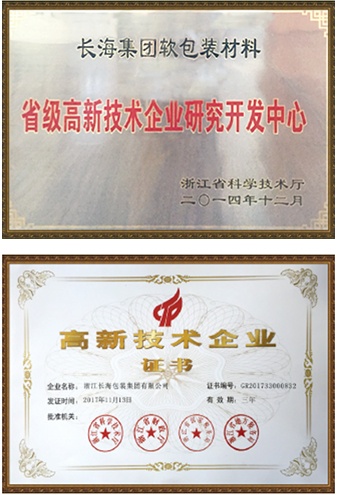 长海集团软包装材料
省级高新技术企业研究开发中心
浙江省科学技术厅
二〇一四年十二月
高新技术企业
证书
企业名称：浙江长海包装集团有限公司 证书编号：GR201733000832
发证时间：2017年11月13日 有效期：三年
批准机关：